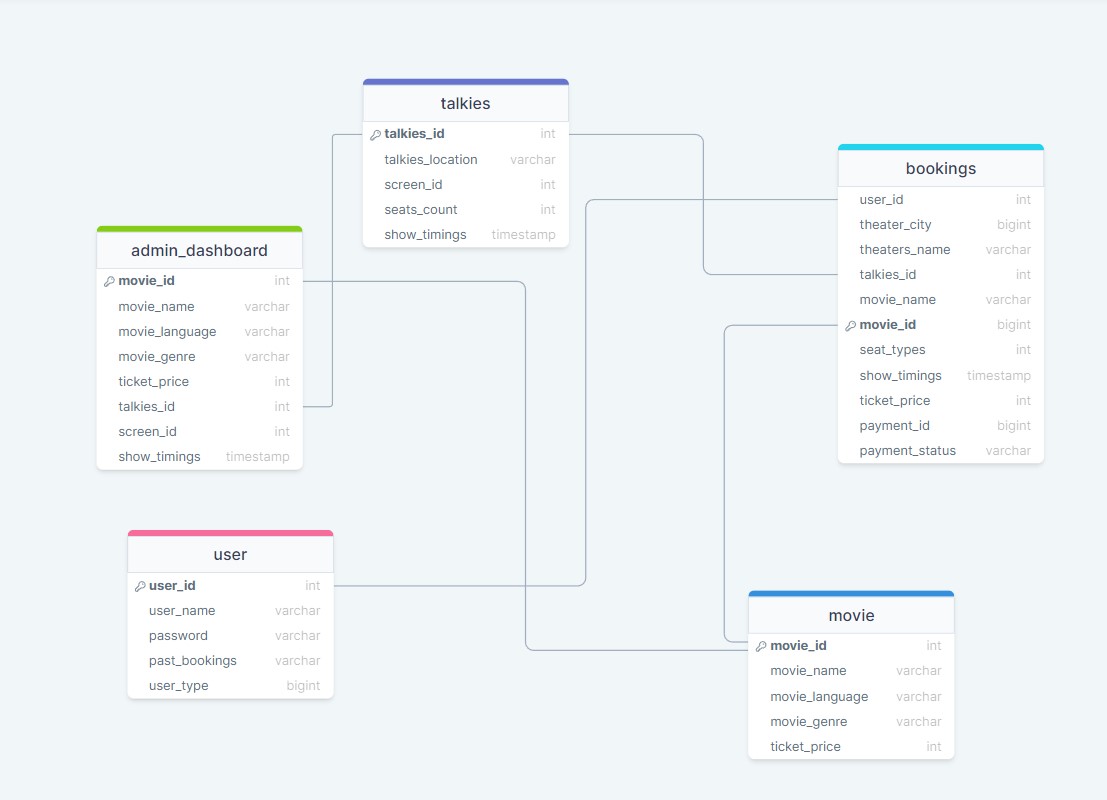 talkies
talkies_id int
talkies_location varchar
screen_id int
seats_count int
show_timings timestamp
bookings
user_id int
theater_city bigint
theaters_name varchar
talkies_id int
movie_name varchar
movie_id bigint
seat_types int
show_timings timestamp
ticket_price int
payment_id bigint
payment_status varchar
admin_dashboard
movie_id int
movie_name varchar
movie_language varchar
movie_genre varchar
ticket_price int
talkies_id int
screen_id int
show_timings timestamp
user
user_id int
user_name varchar
password varchar
past_bookings varchar
user_type bigint
movie
movie_id int
movie_name varchar
movie_language varchar
movie_genre varchar
ticket_price int